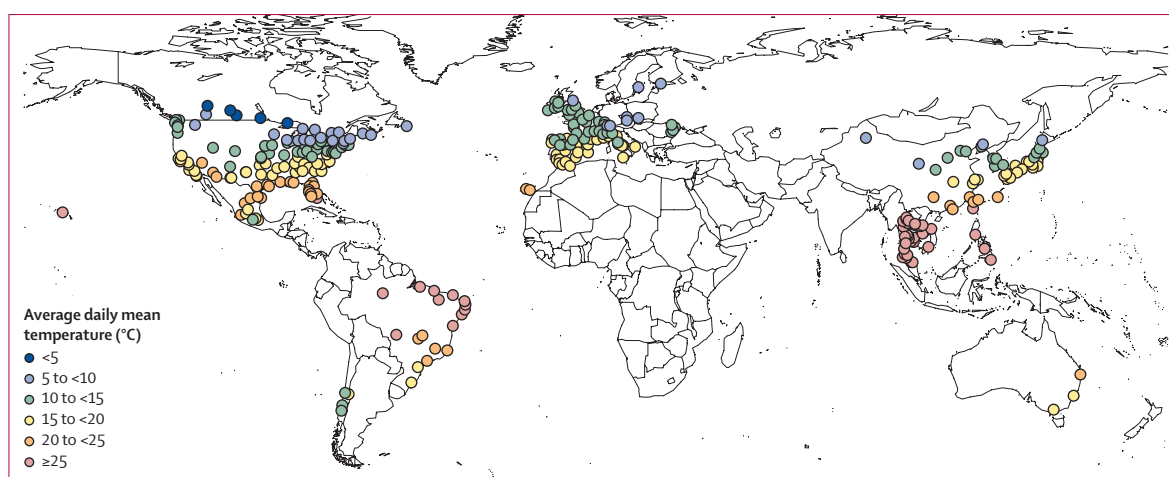 Average daily mean
temperature (°C)
<5
5 to <10
10 to <15
15 to <20
20 to <25
≥25